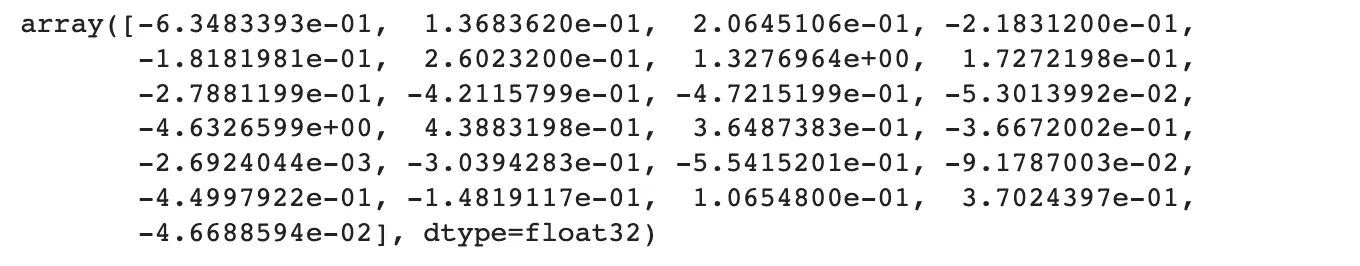 array([-6.3483393e-01,  1.3683620e-01,  2.0645106e-01, -2.1831200e-01,
       -1.8181981e-01,  2.6023200e-01,  1.3276964e+00,  1.7272198e-01,
       -2.7881199e-01, -4.2115799e-01, -4.7215199e-01, -5.3013992e-02,
       -4.6326599e+00,  4.3883198e-01,  3.6487383e-01, -3.6672002e-01,
       -2.6924044e-03, -3.0394283e-01, -5.5415201e-01, -9.1787003e-02,
       -4.4997922e-01, -1.4819117e-01,  1.0654800e-01,  3.7024397e-01,
       -4.6688594e-02], dtype=float32)